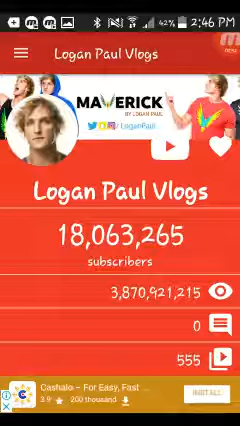 42% 2:46 PM
Logan Paul Vlogs
MAVERICK
BY LOGAN PAUL
/ LoganPaul
Logan Paul Vlogs
18,063,265
subscribers
3,870,921,215
0
555
Cashalo - For Easy, Fast ...
3.9 ★ 200 thousand
INSTALL